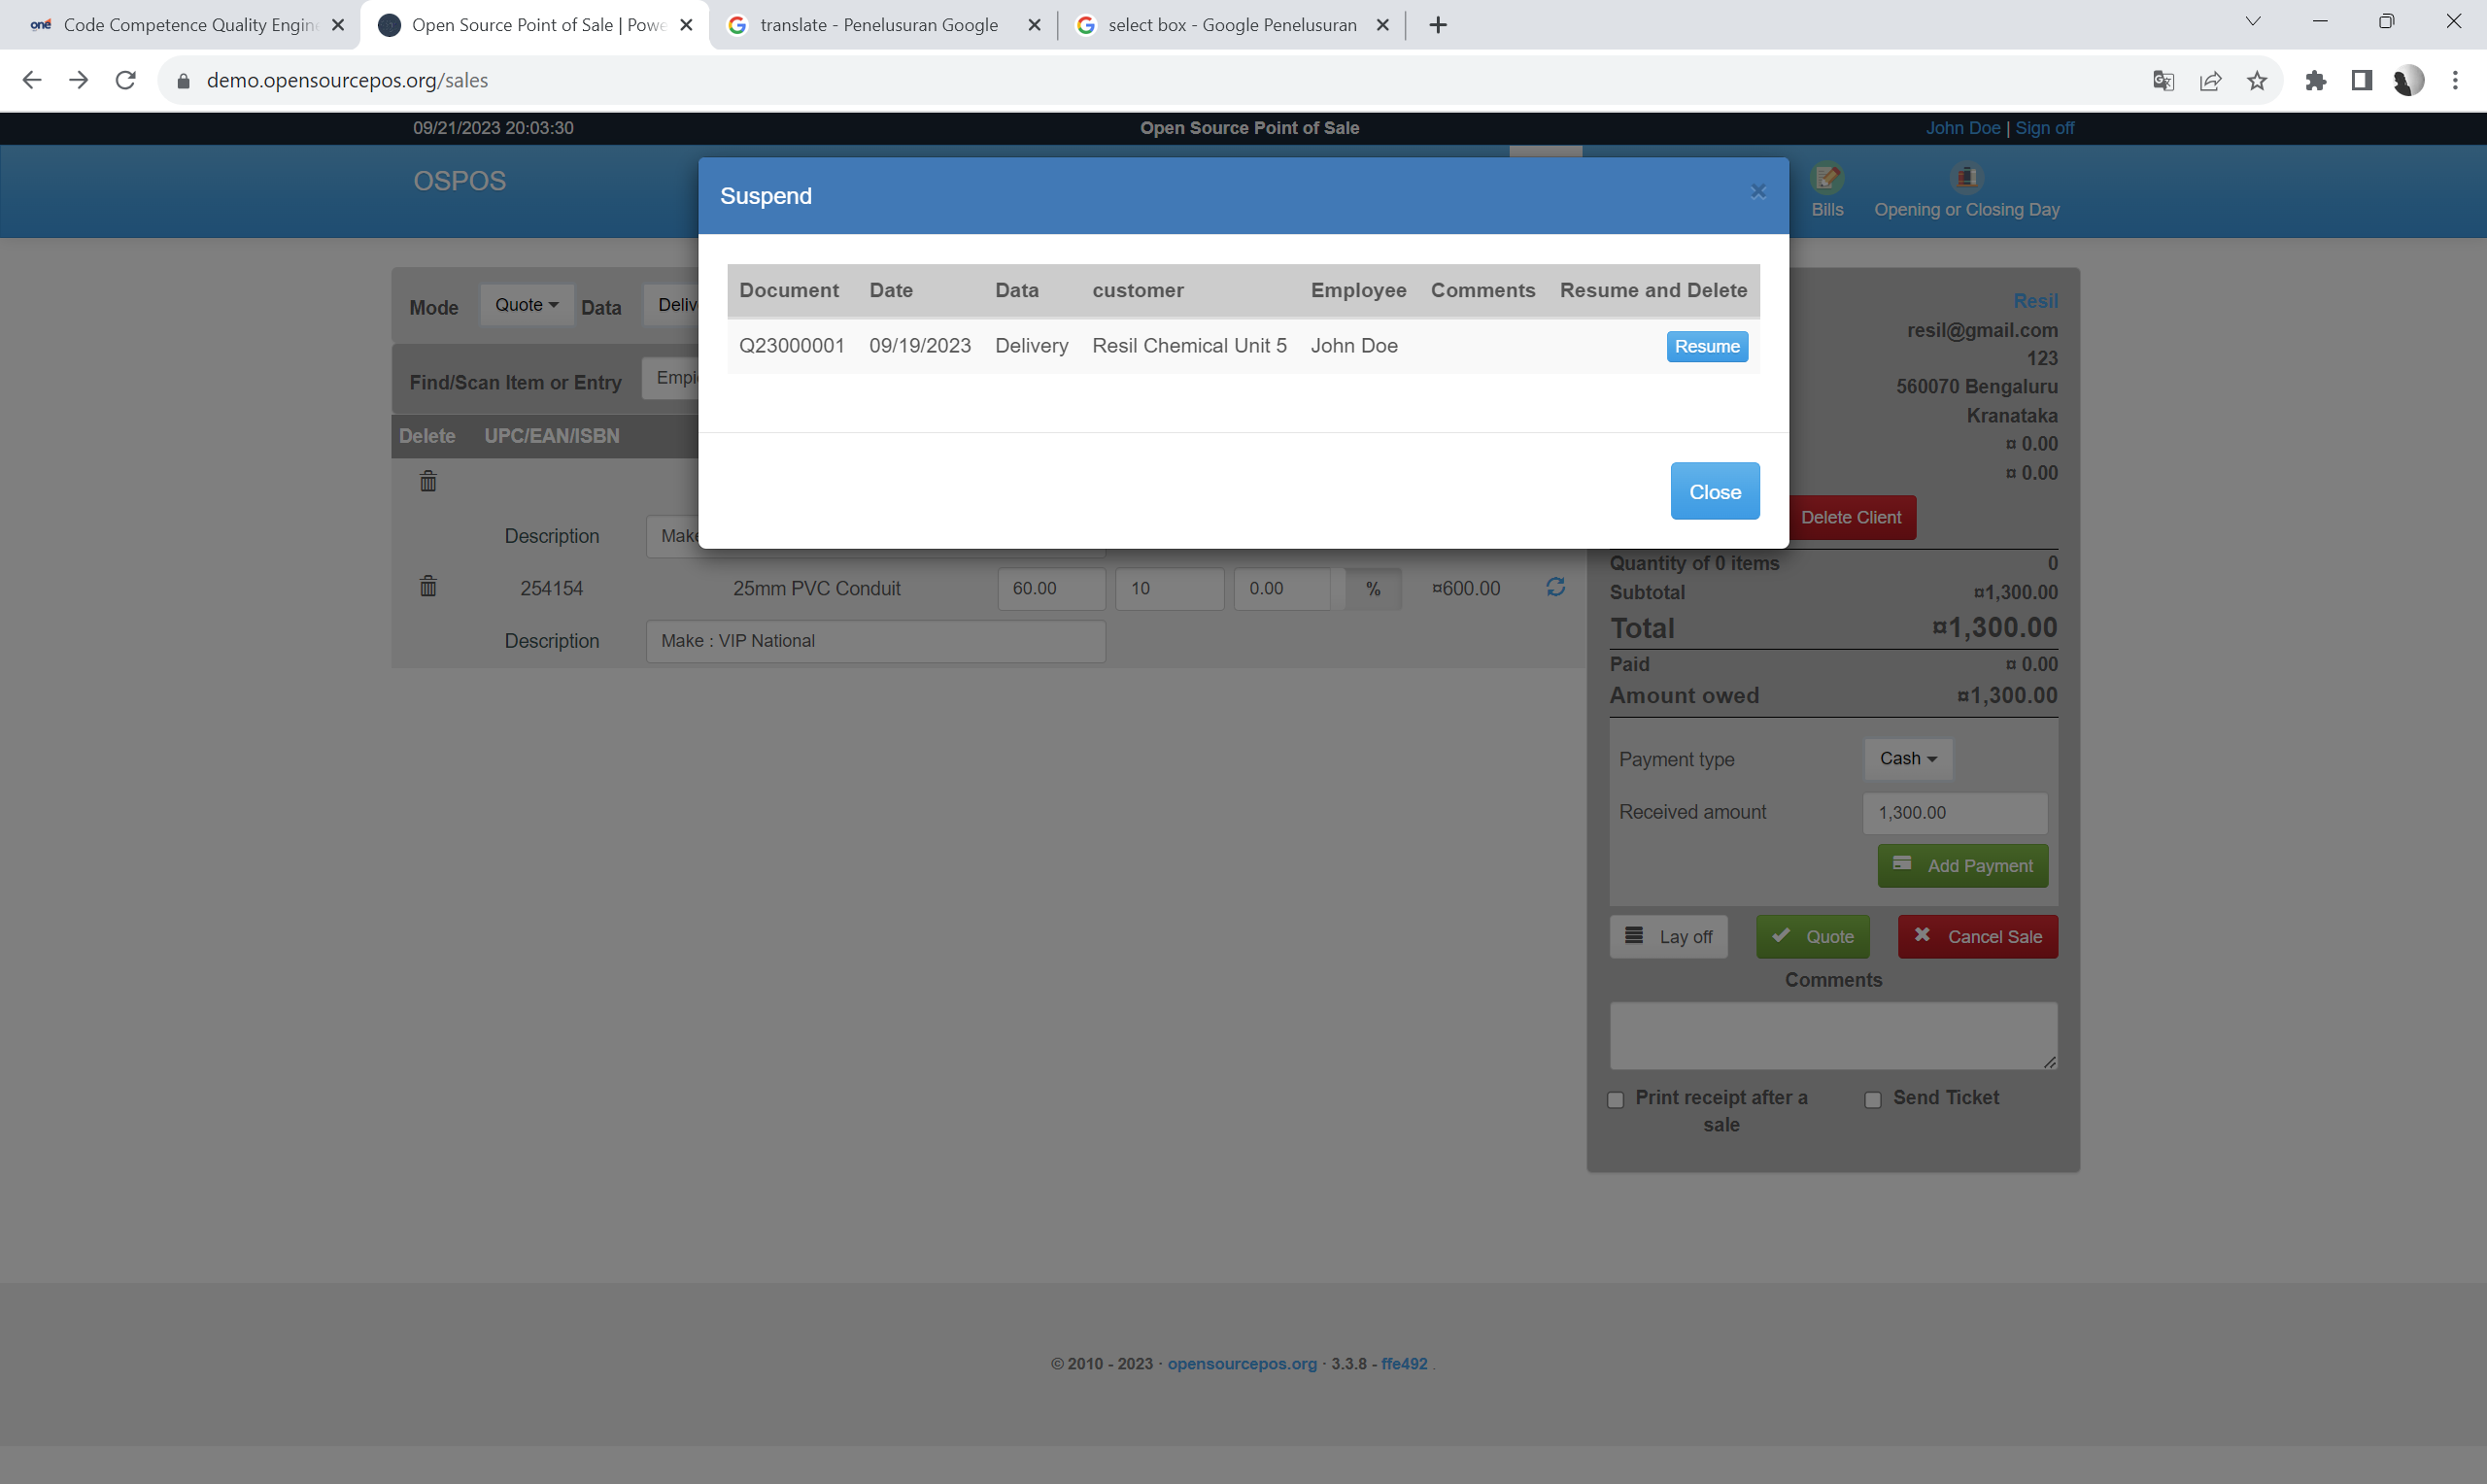 one Code Competence Quality Engin
Open Source Point of Sale | Powe
translate - Penelusuran Google
select box - Google Penelusuran
demo.opensourcepos.org/sales
09/21/2023 20:03:30
Open Source Point of Sale
John Doe | Sign off
OSPOS
Bills
Opening or Closing Day
Suspend
Document Date Data customer Employee Comments Resume and Delete
Q23000001 09/19/2023 Delivery Resil Chemical Unit 5 John Doe Resume
Close
Mode Quote Data Deliv
Find/Scan Item or Entry
Delete UPC/EAN/ISBN
Description Make
254154 25mm PVC Conduit 60.00 10 0.00 % ¤600.00
Description Make : VIP National
Resil
resil@gmail.com
123
560070 Bengaluru
Kranataka
¤ 0.00
¤ 0.00
Delete Client
Quantity of 0 items 0
Subtotal ¤1,300.00
Total ¤1,300.00
Paid ¤ 0.00
Amount owed ¤1,300.00
Payment type Cash
Received amount 1,300.00
Add Payment
Lay off Quote Cancel Sale
Comments
Print receipt after a sale
Send Ticket
© 2010 - 2023 · opensourcepos.org · 3.3.8 - ffe492 .